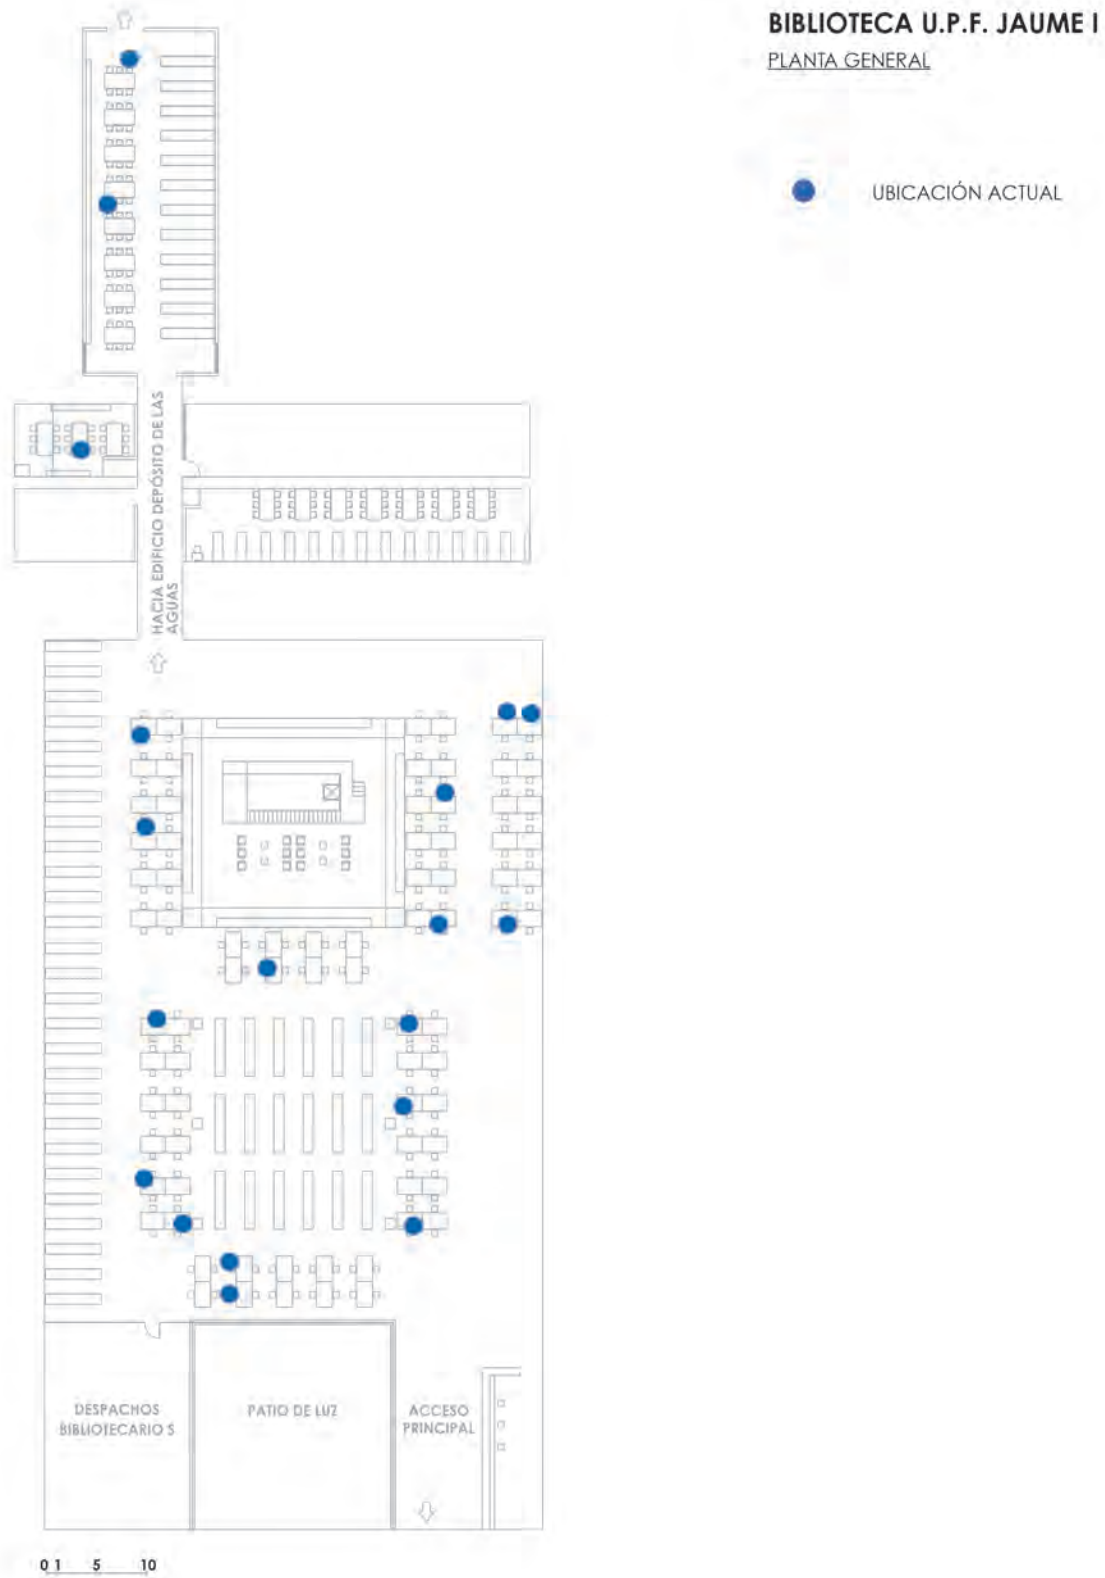 BIBLIOTECA U.P.F. JAUME I
PLANTA GENERAL
UBICACIÓN ACTUAL
HACIA EDIFICIO DEPÓSITO DE LAS
AGUAS
DESPACHOS
BIBLIOTECARIO S
PATIO DE LUZ
ACCESO
PRINCIPAL
0 1 5 10